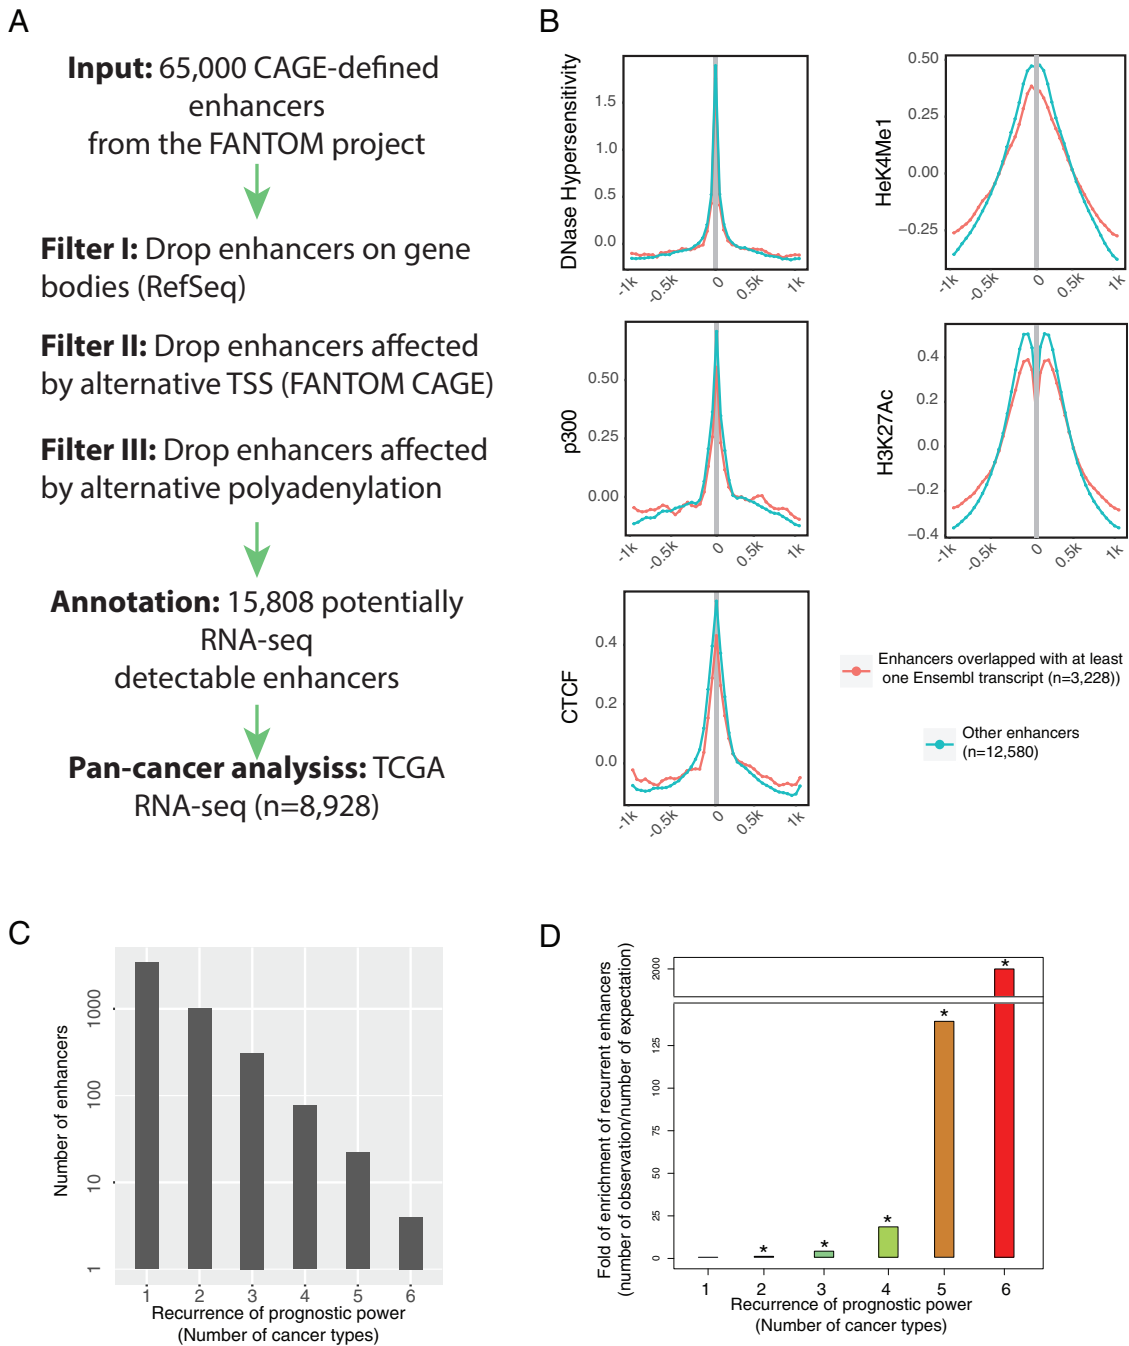 A
Input: 65,000 CAGE-defined
enhancers
from the FANTOM project
Filter I: Drop enhancers on gene
bodies (RefSeq)
Filter II: Drop enhancers affected
by alternative TSS (FANTOM CAGE)
Filter III: Drop enhancers affected
by alternative polyadenylation
Annotation: 15,808 potentially
RNA-seq
detectable enhancers
Pan-cancer analysiss: TCGA
RNA-seq (n=8,928)
B
DNase Hypersensitivity
1.5
1.0
0.5
0.0
-1k
-0.5k
0
0.5k
1k
HeK4Me1
0.50
0.25
0.00
−0.25
-1k
-0.5k
0
0.5k
1k
p300
0.50
0.25
0.00
-1k
-0.5k
0
0.5k
1k
H3K27Ac
0.4
0.2
0.0
−0.2
−0.4
-1k
-0.5k
0
0.5k
1k
CTCF
0.4
0.2
0.0
-1k
-0.5k
0
0.5k
1k
Enhancers overlapped with at least
one Ensembl transcript (n=3,228))
Other enhancers
(n=12,580)
C
Number of enhancers
1000
100
10
1
1 2 3 4 5 6
Recurrence of prognostic power
(Number of cancer types)
D
Fold of enrichment of recurrent enhancers
(number of observation/number of expectation)
2000
125
100
75
50
25
0
* * * * *
1 2 3 4 5 6
Recurrence of prognostic power
(Number of cancer types)